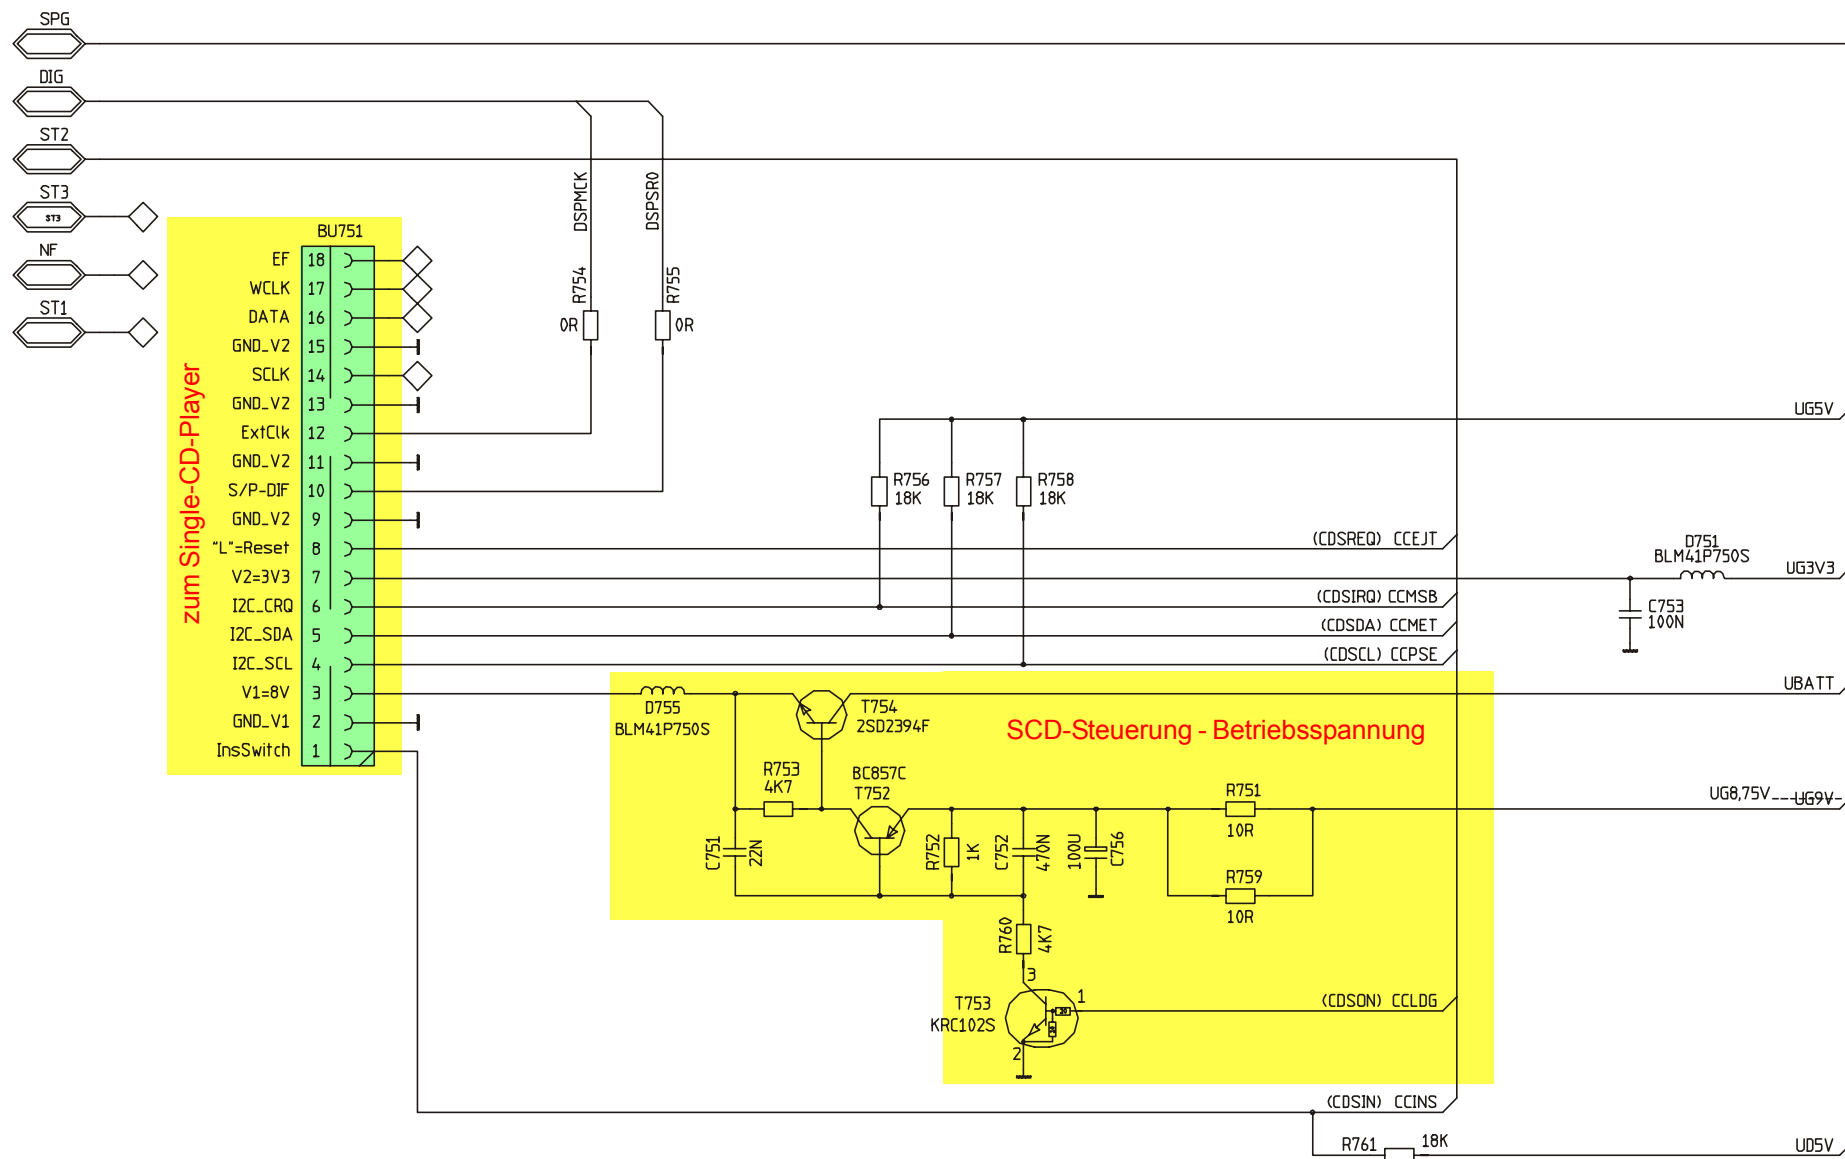 SPG
DIG
ST2
ST3
ST3
NF
ST1
DSPMCK
DSPSR0
R754
0R
R755
0R
zum Single-CD-Player
BU751
EF 18
WCLK 17
DATA 16
GND_V2 15
SCLK 14
GND_V2 13
ExtClk 12
GND_V2 11
S/P-DIF 10
GND_V2 9
"L"=Reset 8
V2=3V3 7
I2C_CRQ 6
I2C_SDA 5
I2C_SCL 4
V1=8V 3
GND_V1 2
InsSwitch 1
UG5V
R756
18K
R757
18K
R758
18K
(CDSREQ) CCEJT
D751
BLM41P750S
UG3V3
(CDSIRQ) CCMSB
C753
100N
(CDSDA) CCMET
(CDSCL) CCPSE
UBATT
D755
BLM41P750S
T754
2SD2394F
SCD-Steuerung - Betriebsspannung
R753
4K7
BC857C
T752
R751
10R
UG8,75V
UG9V
C751
22N
R752
1K
C752
470N
100U
C756
R759
10R
R760
4K7
3
T753
KRC102S
1
2
(CDSON) CCLDG
(CDSIN) CCINS
R761
18K
UD5V